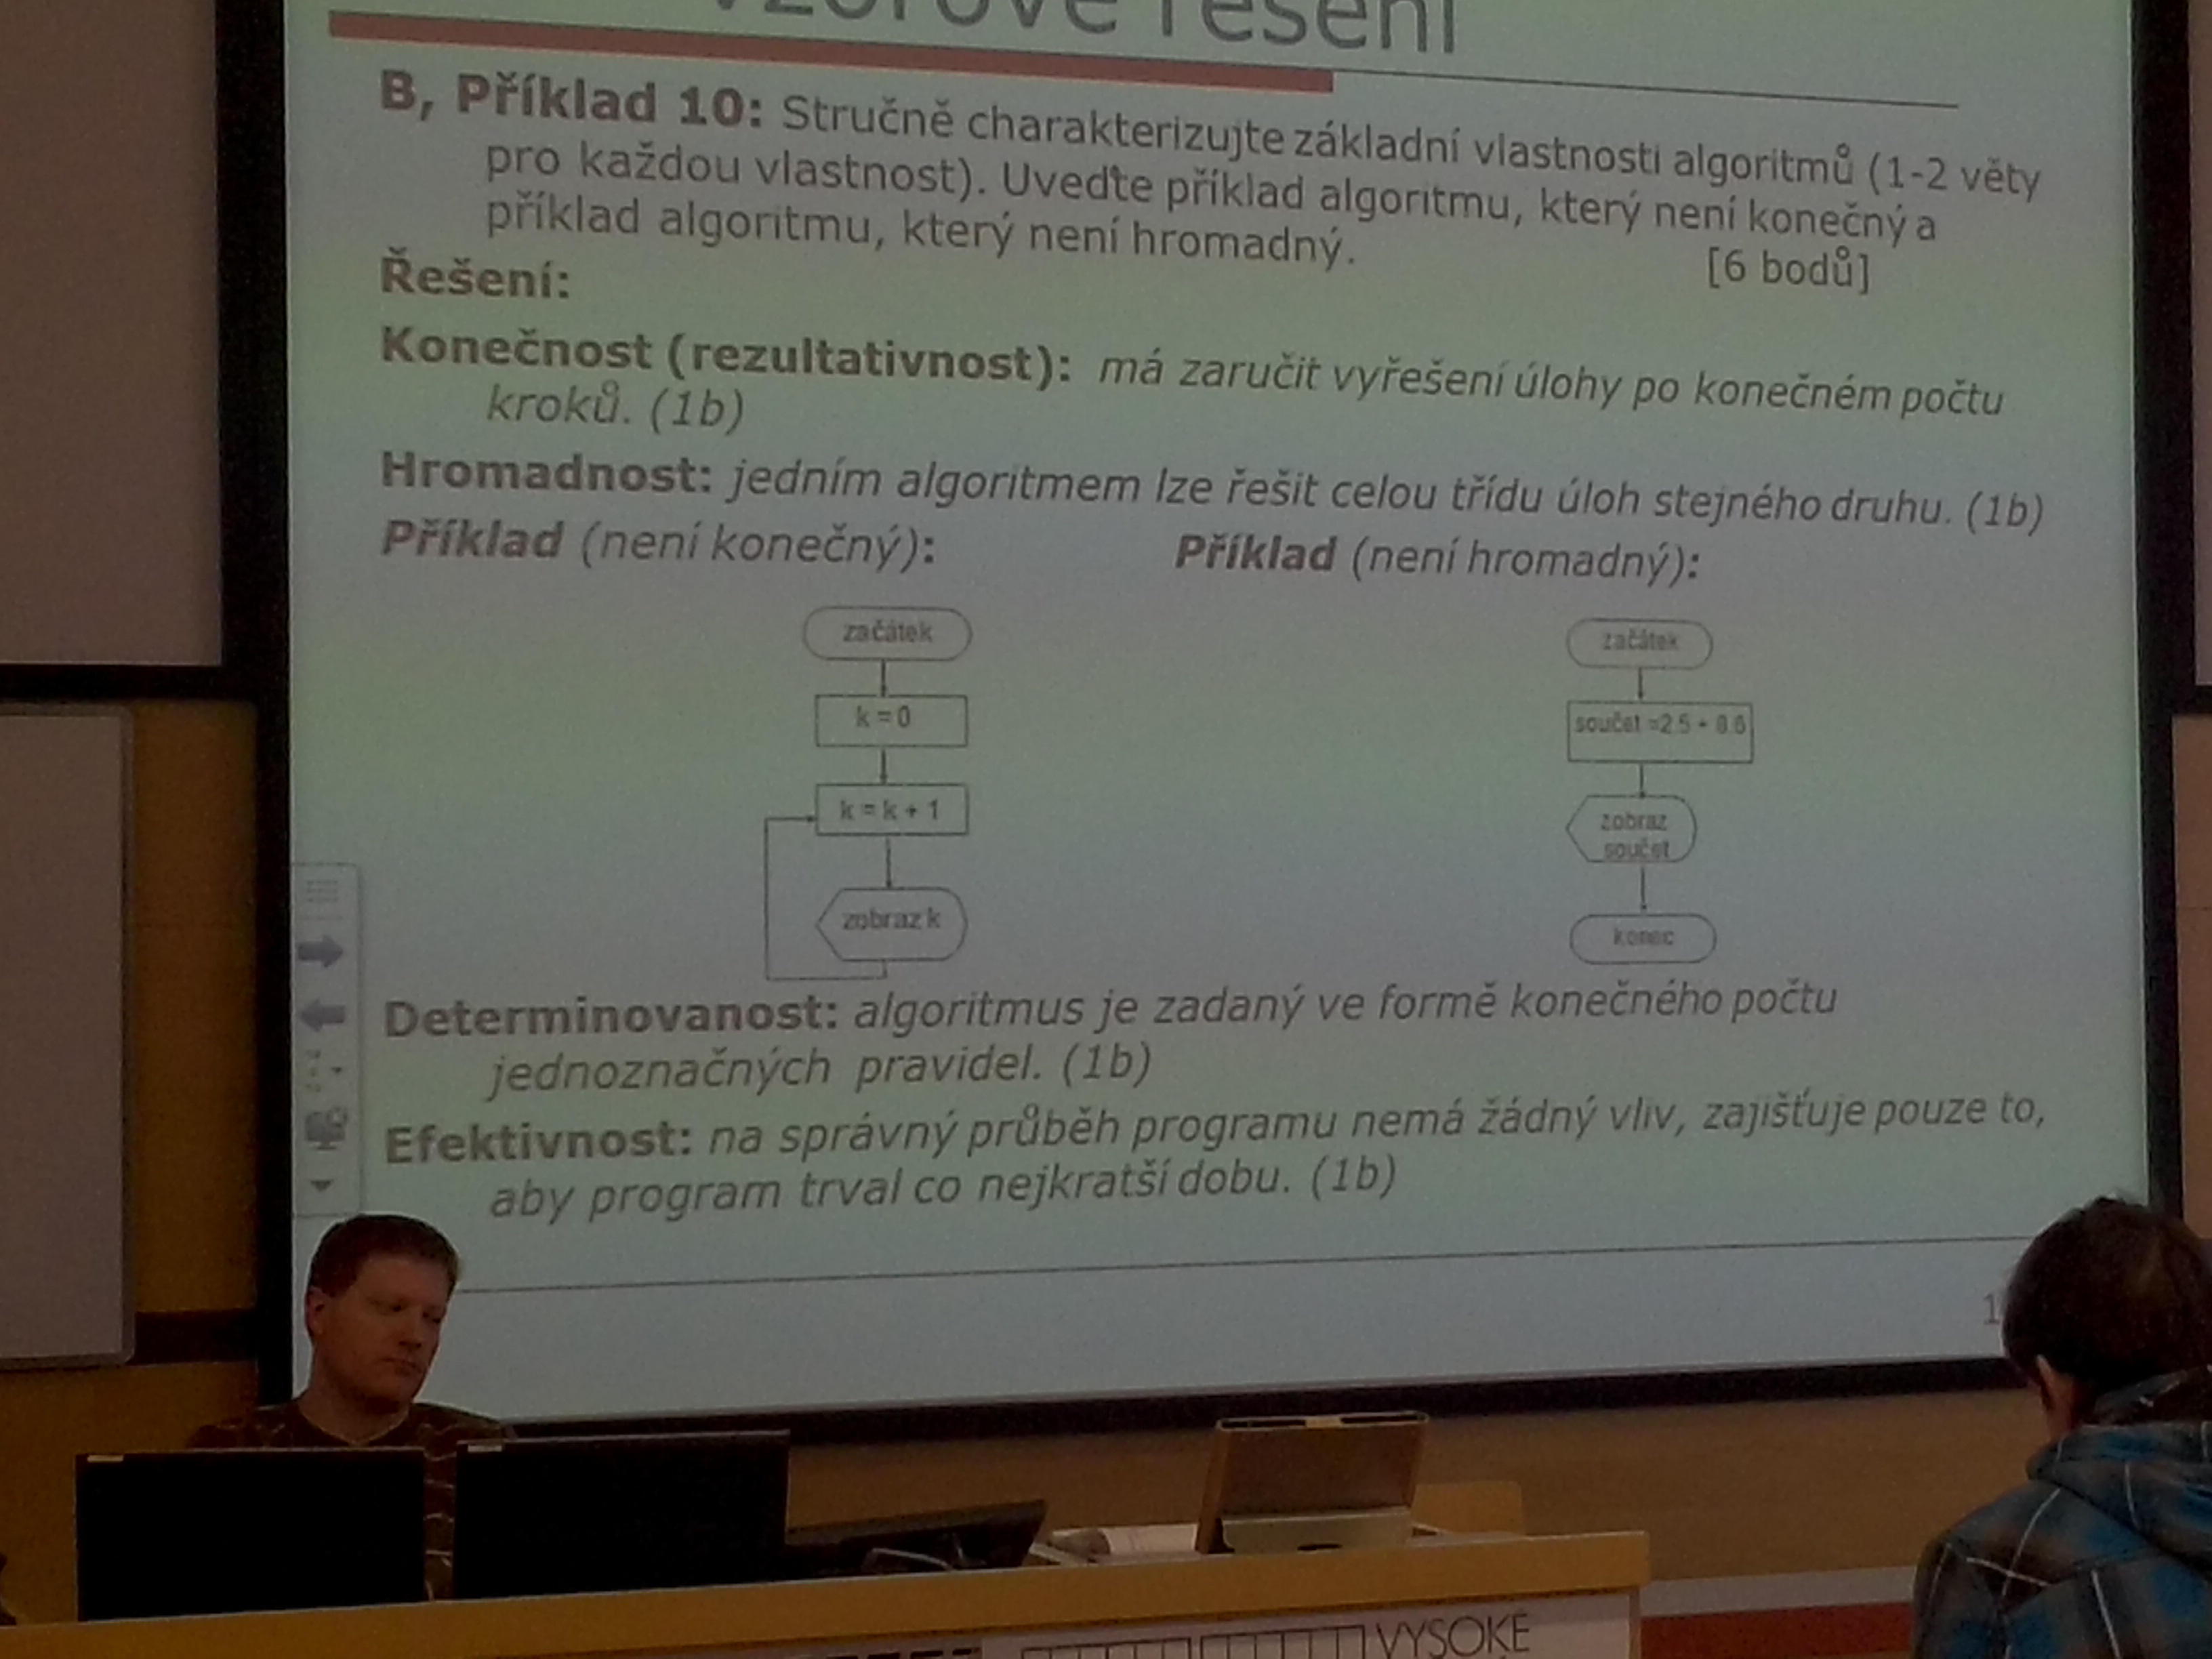 Vzorové řešení
B, Příklad 10: Stručně charakterizujte základní vlastnosti algoritmů (1-2 věty
pro každou vlastnost). Uveďte příklad algoritmu, který není konečný a
příklad algoritmu, který není hromadný.
[6 bodů]
Řešení:
Konečnost (rezultativnost): má zaručit vyřešení úlohy po konečném počtu
kroků. (1b)
Hromadnost: jedním algoritmem lze řešit celou třídu úloh stejného druhu. (1b)
Příklad (není konečný):
Příklad (není hromadný):
začátek
k = 0
k = k + 1
zobraz k
začátek
součet =2.5 +
zobraz
součet
konec
Determinovanost: algoritmus je zadaný ve formě konečného počtu
jednoznačných pravidel. (1b)
Efektivnost: na správný průběh programu nemá žádný vliv, zajišťuje pouze to,
aby program trval co nejkratší dobu. (1b)
VYSOKÉ